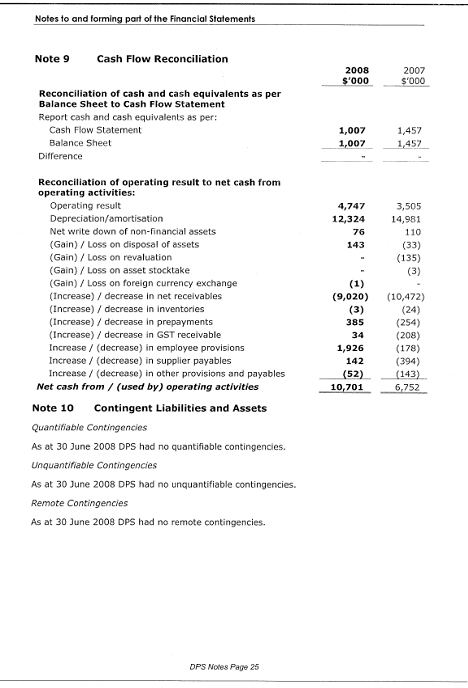 Notes to and forming part of the Financial Statements
Note 9 Cash Flow Reconciliation
2008 2007
$'000 $'000
Reconciliation of cash and cash equivalents as per
Balance Sheet to Cash Flow Statement
Report cash and cash equivalents as per:
Cash Flow Statement 1,007 1,457
Balance Sheet 1,007 1,457
Difference - -
Reconciliation of operating result to net cash from
operating activities:
Operating result 4,747 3,505
Depreciation/amortisation 12,324 14,981
Net write down of non-financial assets 76 110
(Gain) / Loss on disposal of assets 143 (33)
(Gain) / Loss on revaluation - (135)
(Gain) / Loss on asset stocktake - (3)
(Gain) / Loss on foreign currency exchange (1) -
(Increase) / decrease in net receivables (9,020) (10,472)
(Increase) / decrease in inventories (3) (24)
(Increase) / decrease in prepayments 385 (254)
(Increase) / decrease in GST receivable 34 (208)
Increase / (decrease) in employee provisions 1,926 (178)
Increase / (decrease) in supplier payables 142 (394)
Increase / (decrease) in other provisions and payables (52) (143)
Net cash from / (used by) operating activities 10,701 6,752
Note 10 Contingent Liabilities and Assets
Quantifiable Contingencies
As at 30 June 2008 DPS had no quantifiable contingencies.
Unquantifiable Contingencies
As at 30 June 2008 DPS had no unquantifiable contingencies.
Remote Contingencies
As at 30 June 2008 DPS had no remote contingencies.
DPS Notes Page 25